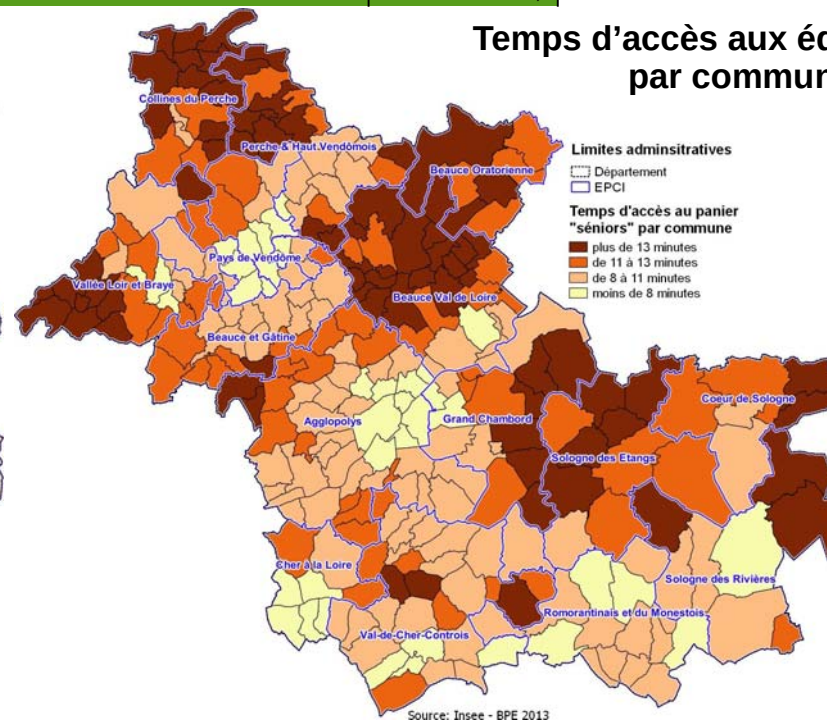 Temps d’accès aux éq
par commun
Collines du Perche
Perche & Haut Vendômois
Beauce Oratorienne
Limites adminsitratives
Département
EPCI
Temps d'accès au panier
"séniors" par commune
plus de 13 minutes
de 11 à 13 minutes
de 8 à 11 minutes
moins de 8 minutes
Pays de Vendôme
Vallée Loir et Braye
Beauce Val de Loire
Beauce et Gâtine
Coeur de Sologne
Agglopolys
Grand Chambord
Sologne des Etangs
Cher à la Loire
Sologne des Rivières
Romorantinais et du Monestois
Val-de-Cher-Controis
Source: Insee - BPE 2013